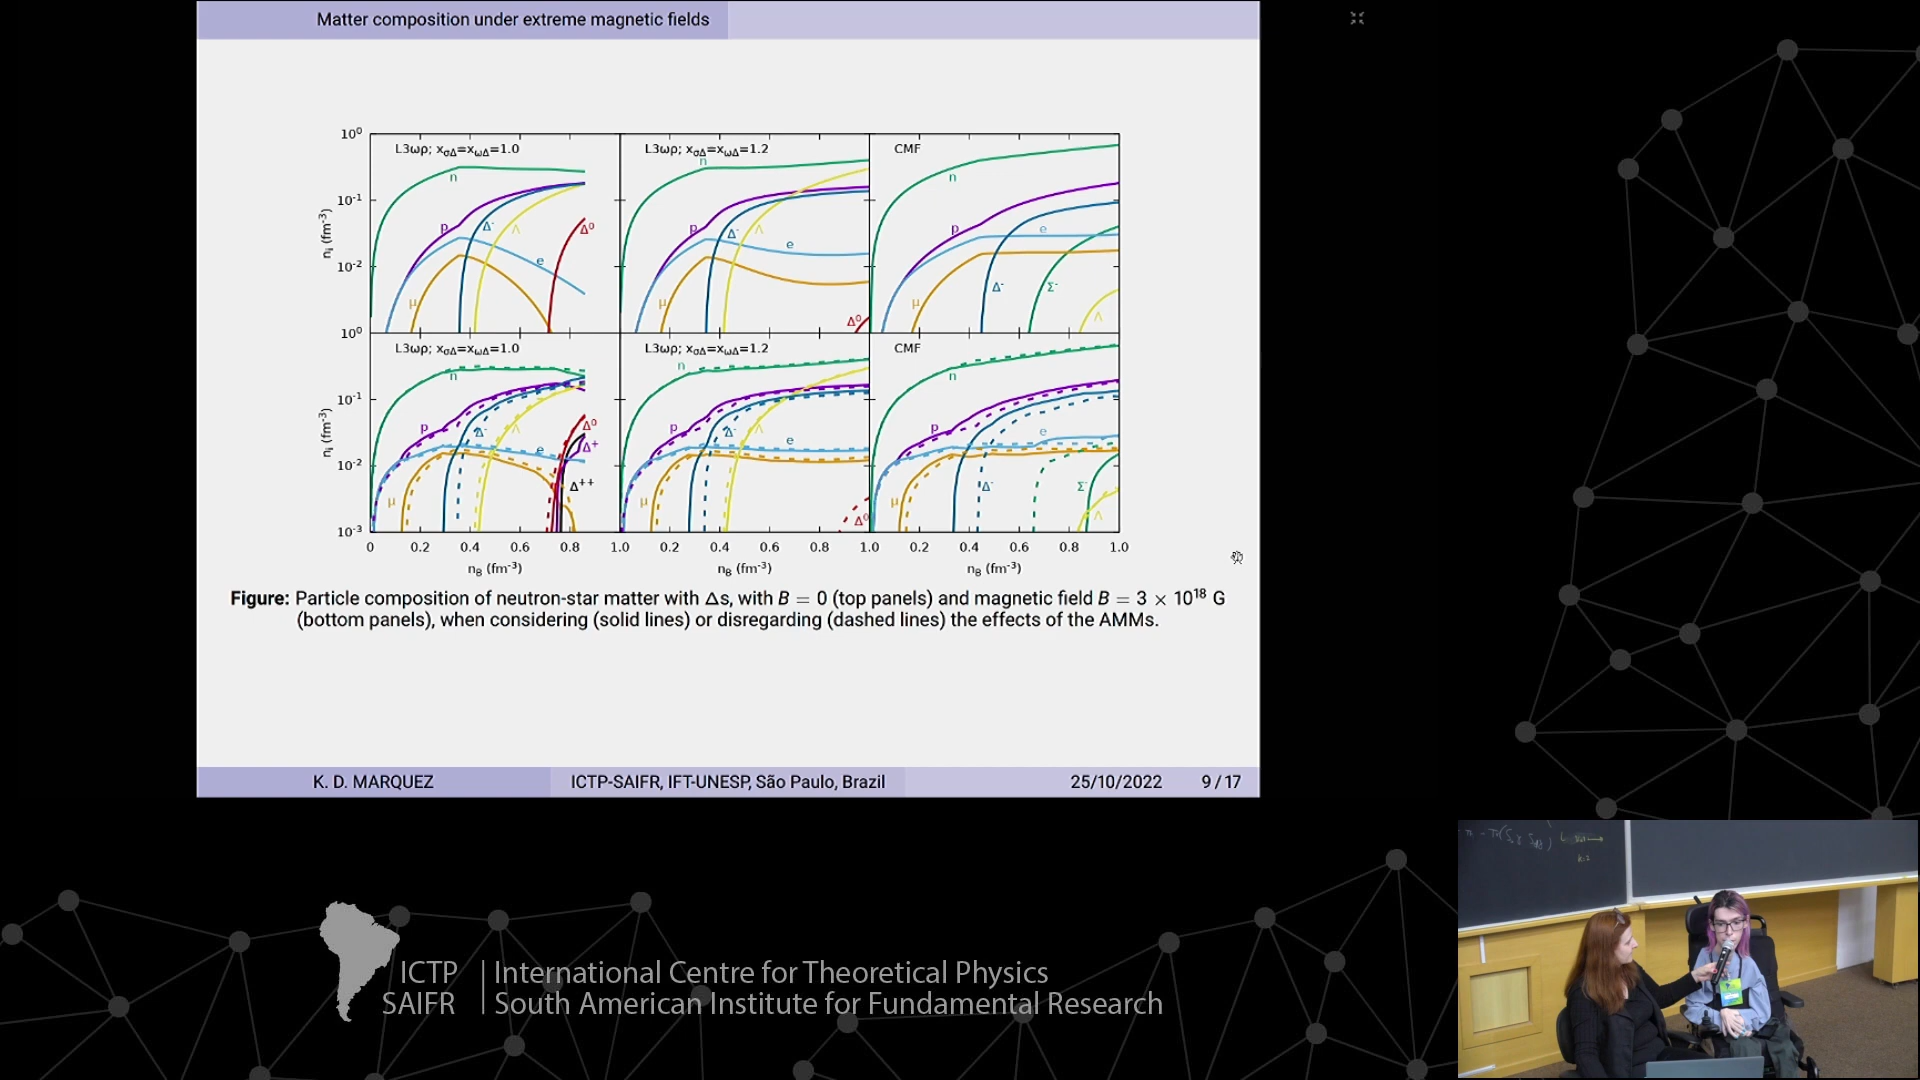 Matter composition under extreme magnetic fields
10⁰
L3ωρ; xσΔ=xωΔ=1.0
L3ωρ; xσΔ=xωΔ=1.2
CMF
n
n
n
10⁻¹
p
Δ⁻
Λ
Δ⁰
p
Δ⁻
Λ
e
p
e
nᵢ (fm⁻³)
e
10⁻²
μ
μ
Δ⁰
μ
Δ⁻
Σ⁻
Λ
10⁰
L3ωρ; xσΔ=xωΔ=1.0
L3ωρ; xσΔ=xωΔ=1.2
CMF
n
n
n
10⁻¹
p
Δ⁻
Λ
e
Δ⁰
Δ⁺
p
Δ⁻
Λ
e
p
e
nᵢ (fm⁻³)
10⁻²
μ
Δ⁺⁺
μ
Δ⁰
μ
Δ⁻
Σ⁻
Λ
10⁻³
0 0.2 0.4 0.6 0.8 1.0 0.2 0.4 0.6 0.8 1.0 0.2 0.4 0.6 0.8 1.0
n_B (fm⁻³) n_B (fm⁻³) n_B (fm⁻³)
Figure: Particle composition of neutron-star matter with Δs, with B = 0 (top panels) and magnetic field B = 3 × 10¹⁸ G
(bottom panels), when considering (solid lines) or disregarding (dashed lines) the effects of the AMMs.
K. D. MARQUEZ ICTP-SAIFR, IFT-UNESP, São Paulo, Brazil 25/10/2022 9 / 17
ICTP | International Centre for Theoretical Physics
SAIFR | South American Institute for Fundamental Research